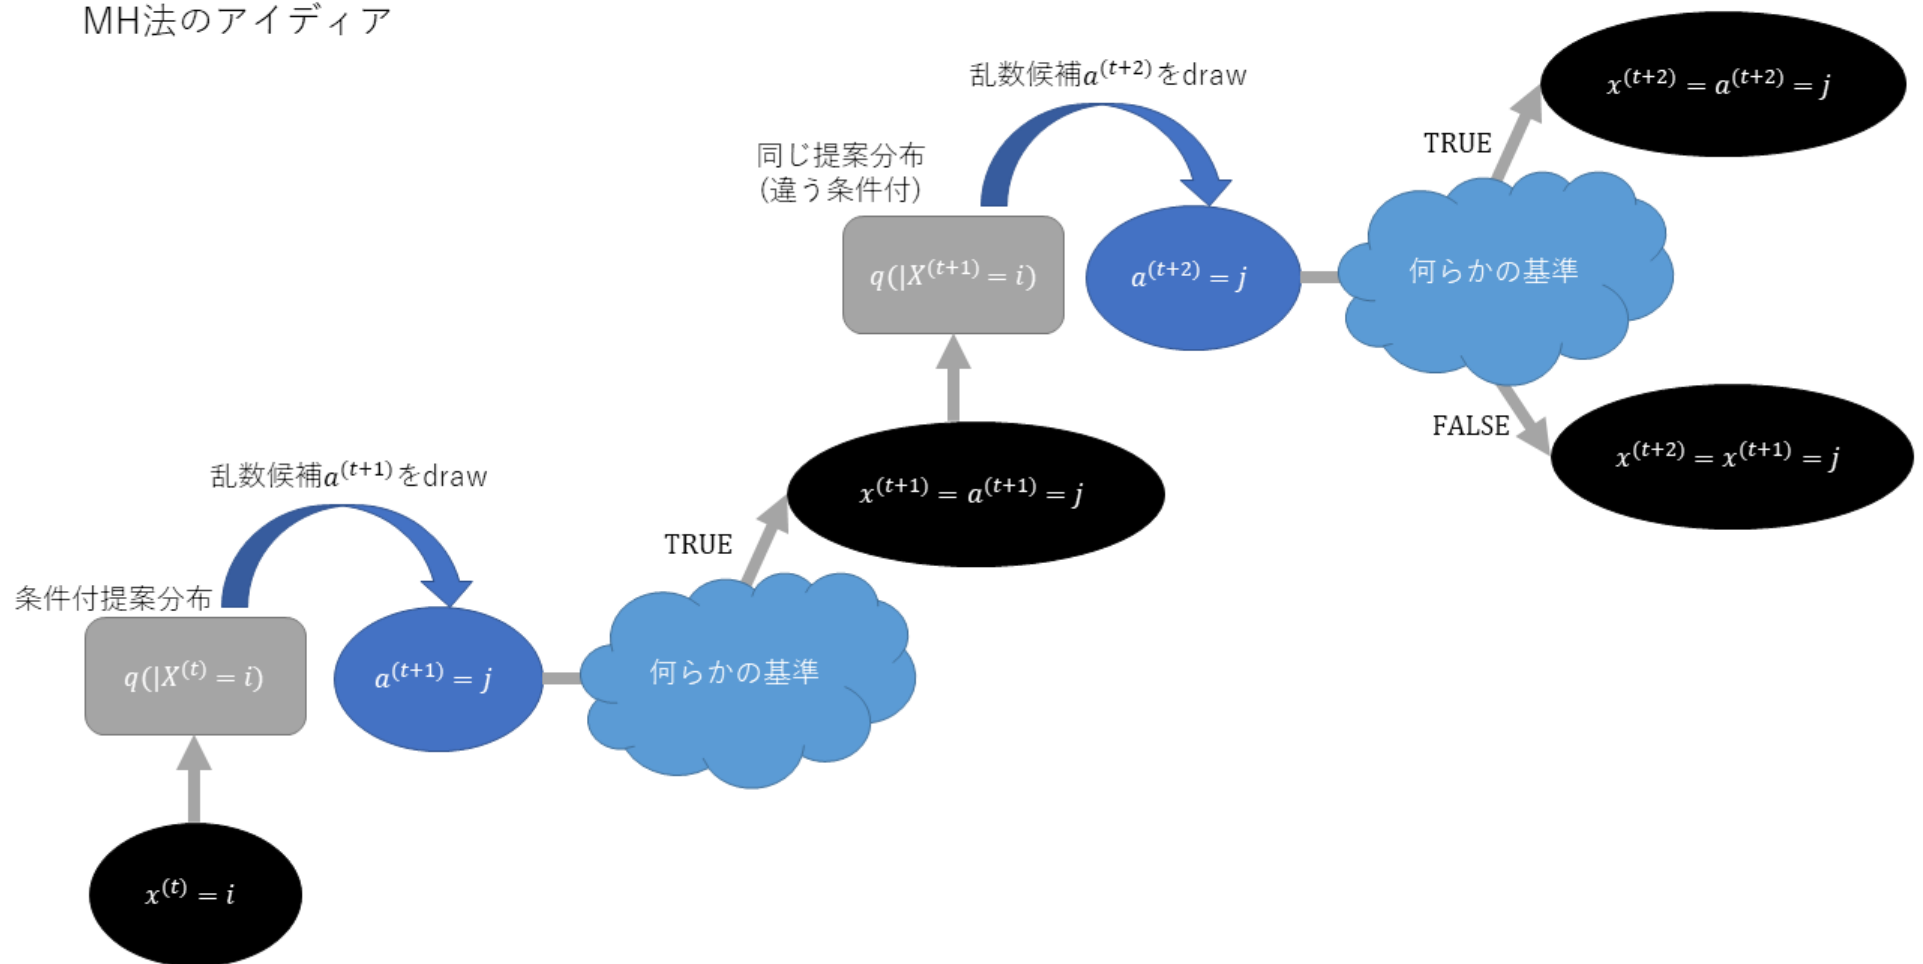 MH法のアイディア
乱数候補a^(t+2)をdraw
x^(t+2) = a^(t+2) = j
TRUE
同じ提案分布
(違う条件付)
q(|X^(t+1) = i)
a^(t+2) = j
何らかの基準
FALSE
x^(t+2) = x^(t+1) = j
乱数候補a^(t+1)をdraw
x^(t+1) = a^(t+1) = j
TRUE
条件付提案分布
q(|X^(t) = i)
a^(t+1) = j
何らかの基準
x^(t) = i